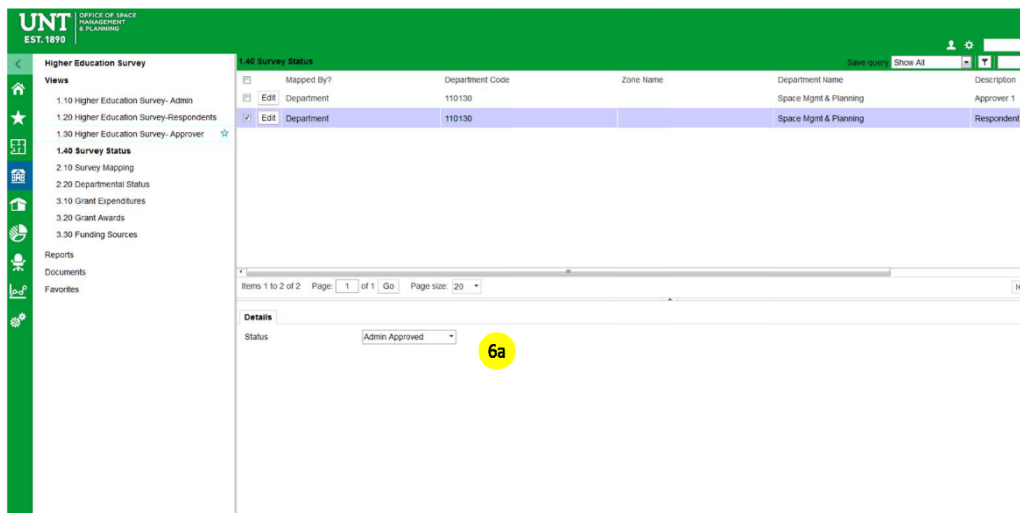 UNT OFFICE OF SPACE
MANAGEMENT
& PLANNING
EST. 1890
Higher Education Survey
Views
1.10 Higher Education Survey- Admin
1.20 Higher Education Survey-Respondents
1.30 Higher Education Survey- Approver
1.40 Survey Status
2.10 Survey Mapping
2.20 Departmental Status
3.10 Grant Expenditures
3.20 Grant Awards
3.30 Funding Sources
Reports
Documents
Favorites
1.40 Survey Status Save query Show All
Mapped By? Department Code Zone Name Department Name Description
Edit Department 110130 Space Mgmt & Planning Approver 1
Edit Department 110130 Space Mgmt & Planning Respondent
Items 1 to 2 of 2 Page: 1 of 1 Go Page size: 20
Details
Status Admin Approved
6a